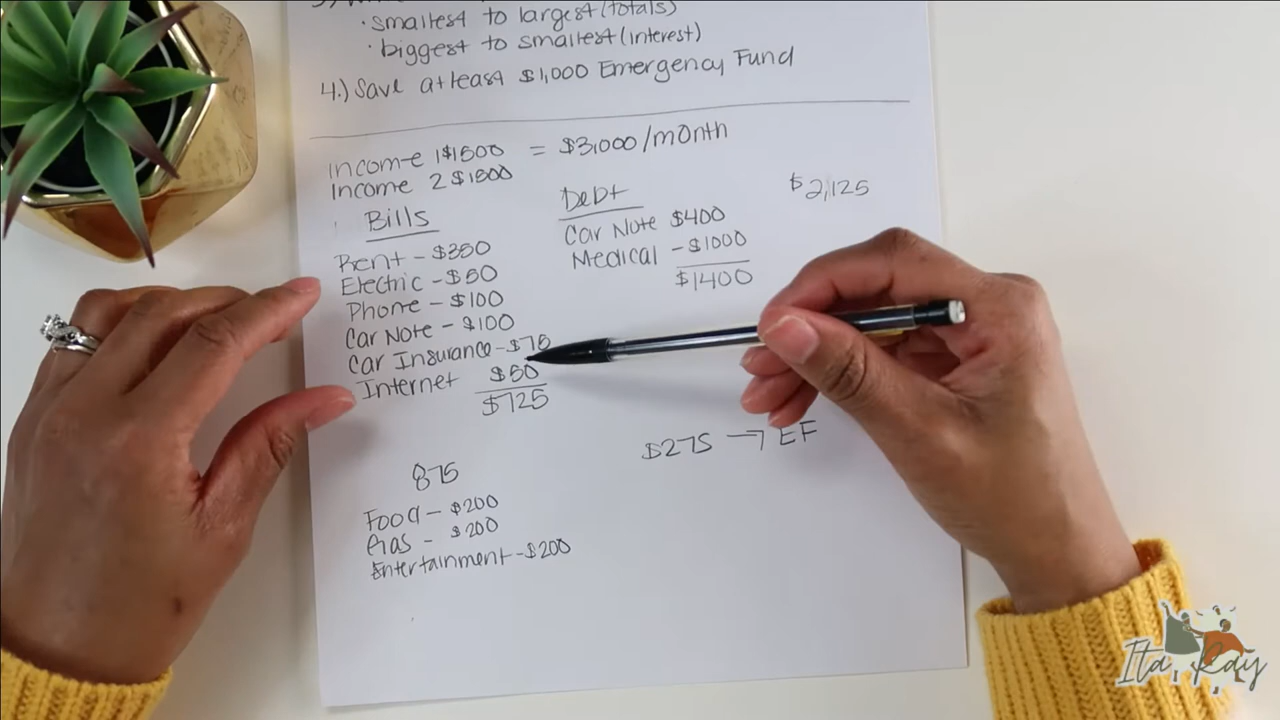 · smallest to largest (totals)
· biggest to smallest (interest)
4.) Save atleast $1,000 Emergency Fund
Income 1 $1500 = $3,000/month
Income 2 $1500
Bills
Rent - $350
Electric - $50
Phone - $100
Car Note - $100
Car Insurance - $75
Internet $50
$725
Debt
Car Note $400
Medical - $1000
$1400
$2,125
$275 → EF
875
Food - $200
Gas - $200
Entertainment - $200
Ita Ray